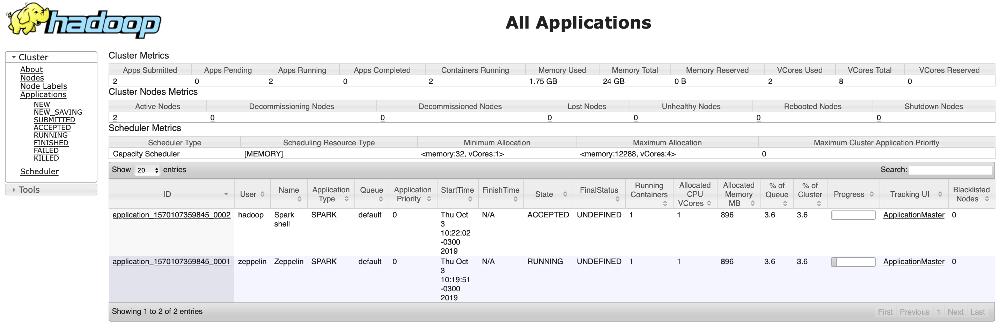 hadoop
All Applications
Cluster
About
Nodes
Node Labels
Applications
NEW
NEW_SAVING
SUBMITTED
ACCEPTED
RUNNING
FINISHED
FAILED
KILLED
Scheduler
Tools
Cluster Metrics
Apps Submitted Apps Pending Apps Running Apps Completed Containers Running Memory Used Memory Total Memory Reserved VCores Used VCores Total VCores Reserved
2 0 2 0 2 1.75 GB 24 GB 0 B 2 8 0
Cluster Nodes Metrics
Active Nodes Decommissioning Nodes Decommissioned Nodes Lost Nodes Unhealthy Nodes Rebooted Nodes Shutdown Nodes
2 0 0 0 0 0 0
Scheduler Metrics
Scheduler Type Scheduling Resource Type Minimum Allocation Maximum Allocation Maximum Cluster Application Priority
Capacity Scheduler [MEMORY] <memory:32, vCores:1> <memory:12288, vCores:4> 0
Show 20 entries Search:
ID User Name Application Type Queue Application Priority StartTime FinishTime State FinalStatus Running Containers Allocated CPU VCores Allocated Memory MB % of Queue % of Cluster Progress Tracking UI Blacklisted Nodes
application_1570107359845_0002 hadoop Spark shell SPARK default 0 Thu Oct 3 10:22:02 -0300 2019 N/A ACCEPTED UNDEFINED 1 1 896 3.6 3.6 ApplicationMaster 0
application_1570107359845_0001 zeppelin Zeppelin SPARK default 0 Thu Oct 3 10:19:51 -0300 2019 N/A RUNNING UNDEFINED 1 1 896 3.6 3.6 ApplicationMaster 0
Showing 1 to 2 of 2 entries First Previous 1 Next Last